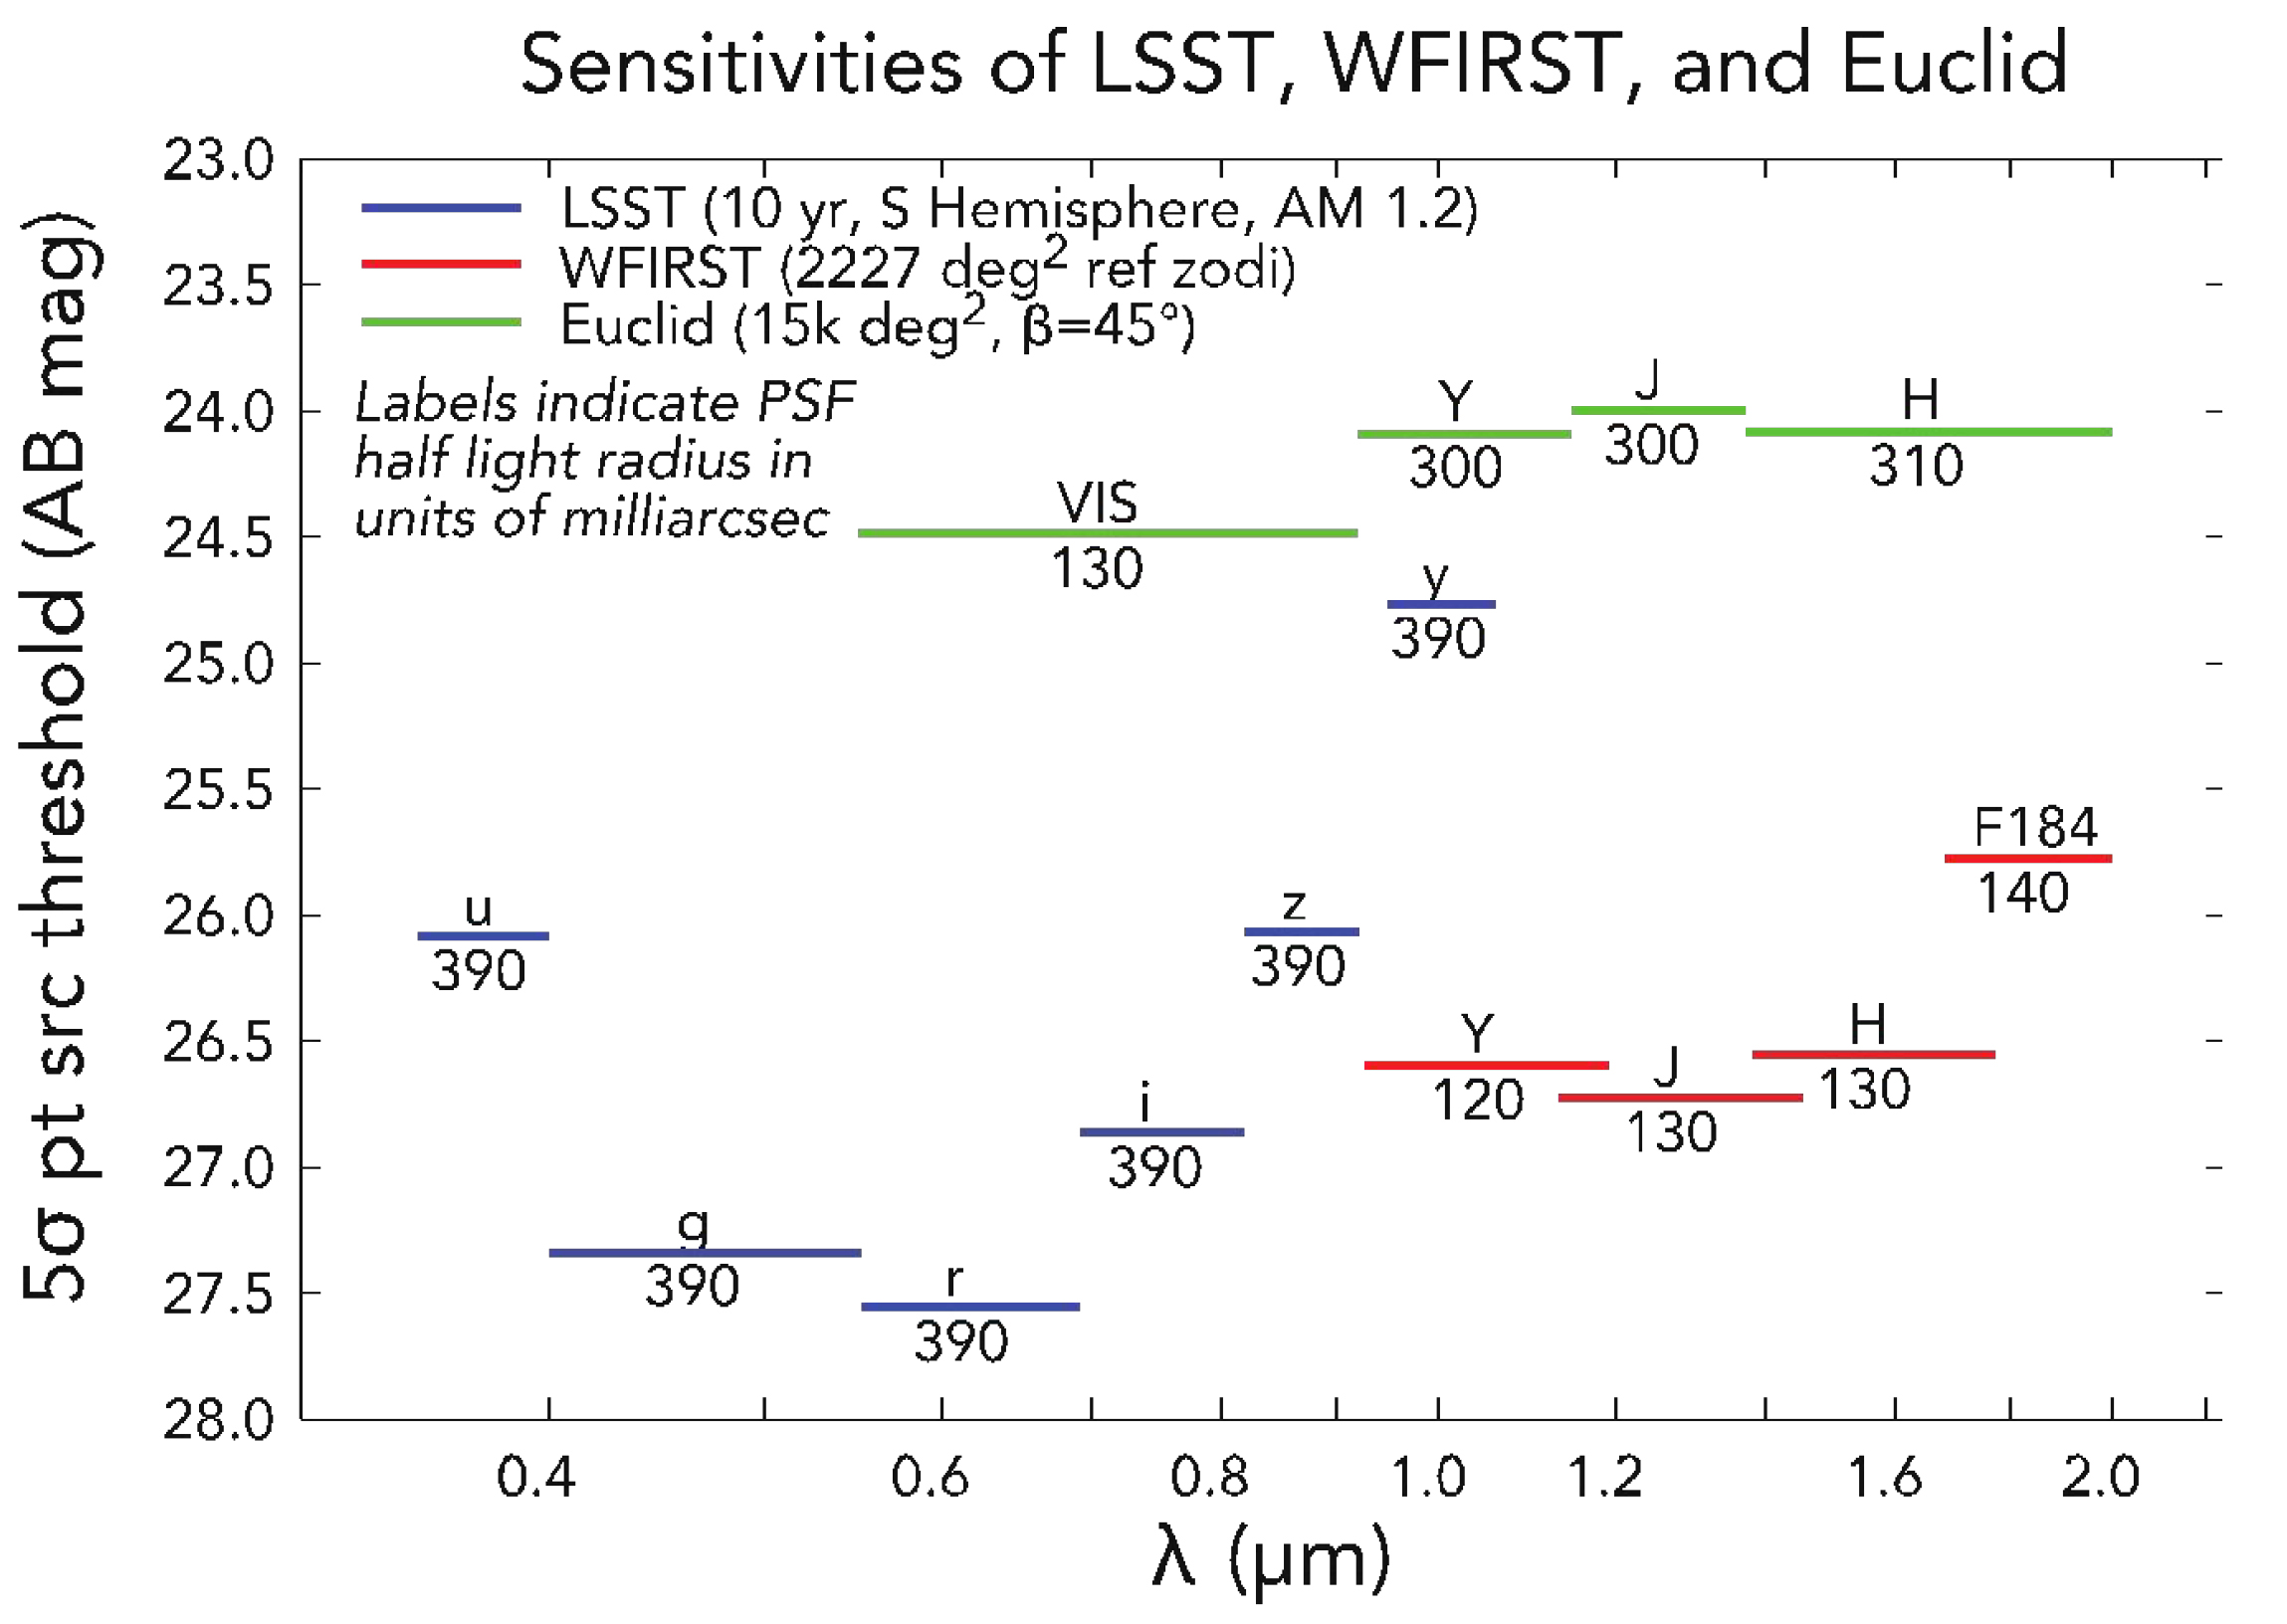 Sensitivities of LSST, WFIRST, and Euclid
5σ pt src threshold (AB mag)
23.0
23.5
24.0
24.5
25.0
25.5
26.0
26.5
27.0
27.5
28.0
LSST (10 yr, S Hemisphere, AM 1.2)
WFIRST (2227 deg² ref zodi)
Euclid (15k deg², β=45°)
Labels indicate PSF
half light radius in
units of milliarcsec
VIS
130
Y
300
J
300
H
310
y
390
u
390
z
390
F184
140
Y
120
J
130
H
130
i
390
g
390
r
390
0.4
0.6
0.8
1.0
1.2
1.6
2.0
λ (μm)